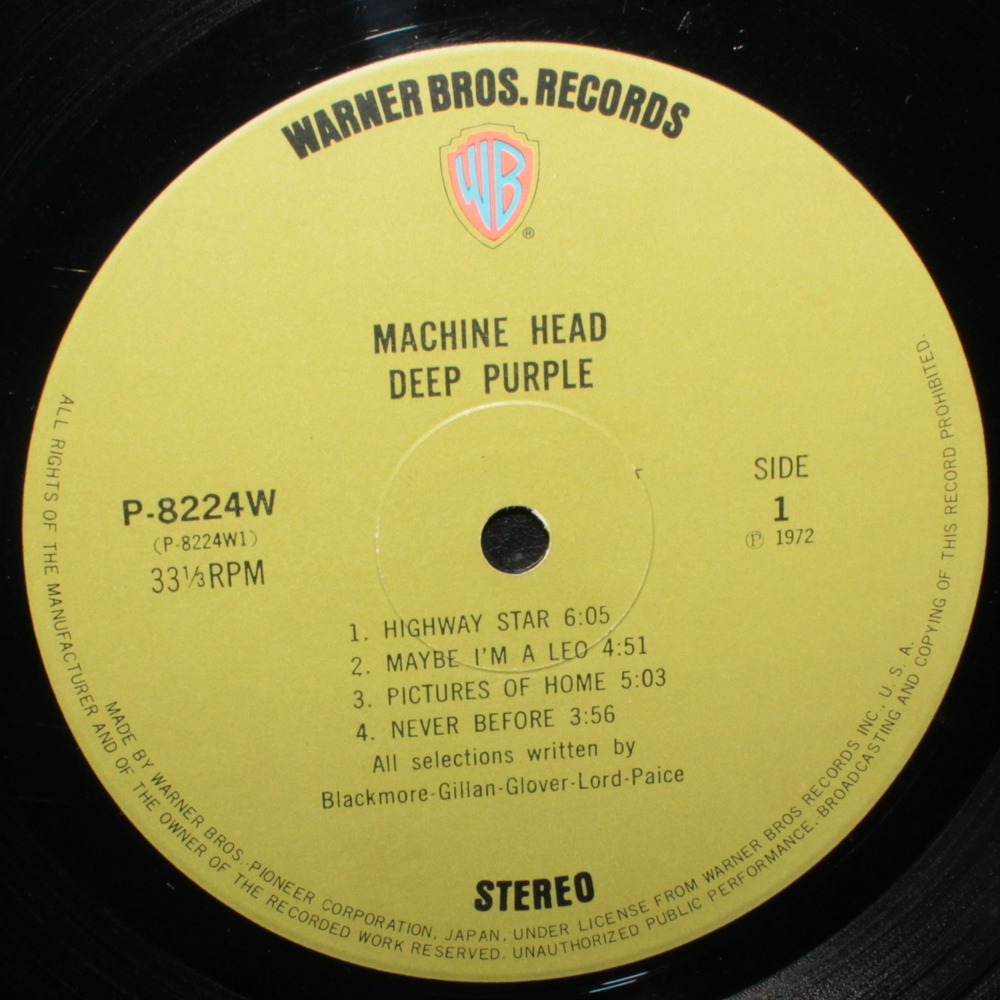 WARNER BROS. RECORDS
WB
®
MACHINE HEAD
DEEP PURPLE
P-8224W
(P-8224W1)
33⅓RPM
SIDE
1
℗ 1972
1. HIGHWAY STAR 6:05
2. MAYBE I'M A LEO 4:51
3. PICTURES OF HOME 5:03
4. NEVER BEFORE 3:56
All selections written by
Blackmore-Gillan-Glover-Lord-Paice
STEREO
MADE BY WARNER BROS.-PIONEER CORPORATION, JAPAN, UNDER LICENSE FROM WARNER BROS RECORDS INC., U. S. A.
ALL RIGHTS OF THE MANUFACTURER AND OF THE OWNER OF THE RECORDED WORK RESERVED. UNAUTHORIZED PUBLIC PERFORMANCE. BROADCASTING AND COPYING OF THIS RECORD PROHIBITED.